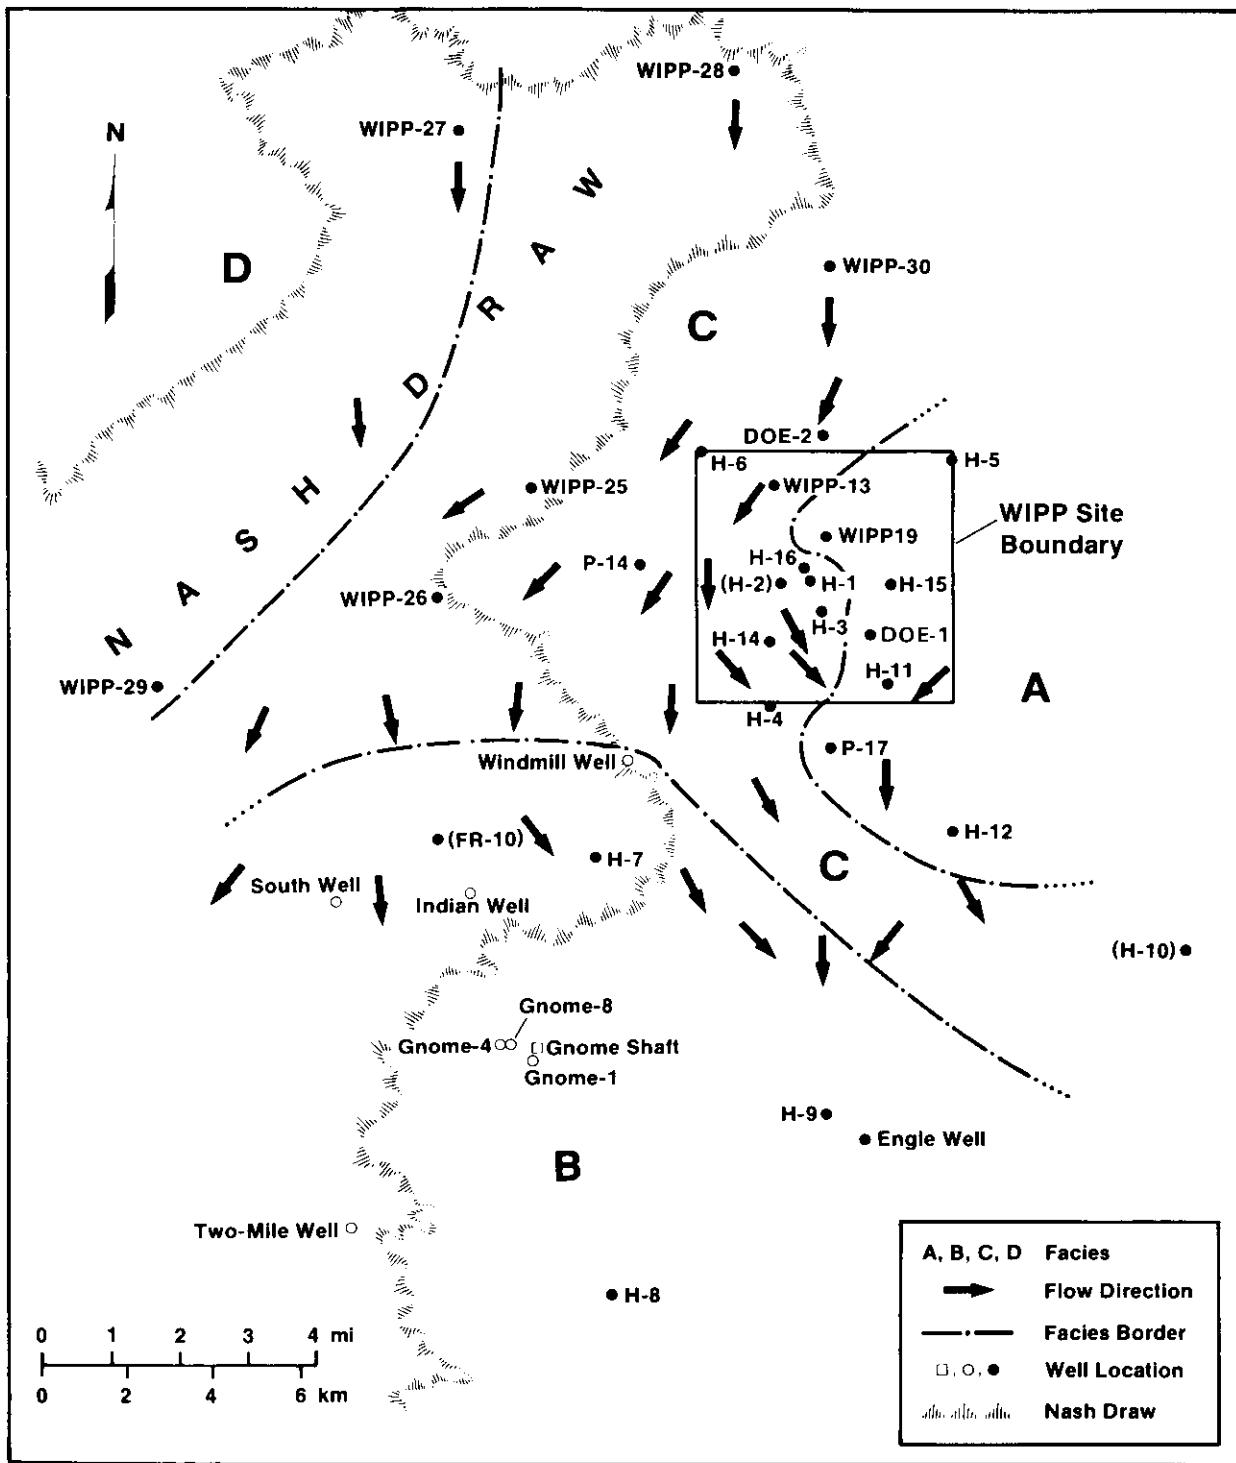 WIPP-28
WIPP-27
N
D
NASH DRAW
WIPP-30
C
DOE-2
H-6
H-5
WIPP-25
WIPP-13
WIPP Site
Boundary
WIPP19
H-16
P-14
(H-2)
H-1
H-15
WIPP-26
H-3
H-14
DOE-1
H-11
WIPP-29
A
H-4
P-17
Windmill Well
(FR-10)
H-12
H-7
C
South Well
Indian Well
(H-10)
Gnome-8
Gnome-4
Gnome Shaft
Gnome-1
H-9
Engle Well
B
Two-Mile Well
H-8
A, B, C, D Facies
Flow Direction
Facies Border
Well Location
Nash Draw
0 1 2 3 4 mi
0 2 4 6 km